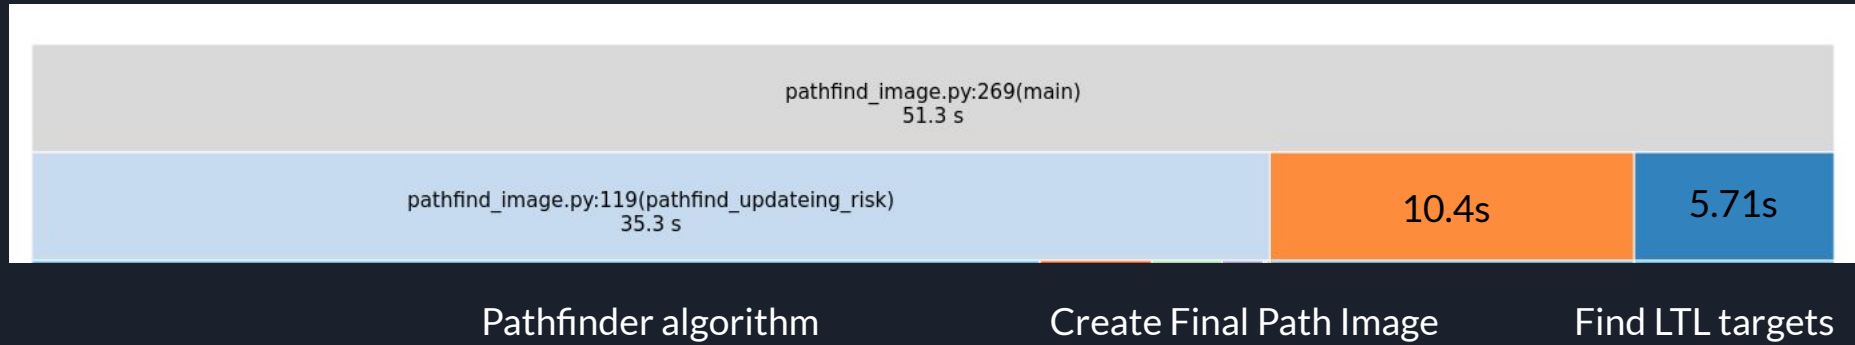 pathfind_image.py:269(main)
51.3 s
pathfind_image.py:119(pathfind_updateing_risk)
35.3 s
10.4s
5.71s
Pathfinder algorithm
Create Final Path Image
Find LTL targets